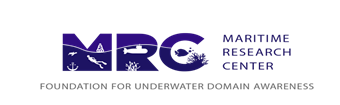 MRC
MARITIME
RESEARCH
CENTER
FOUNDATION FOR UNDERWATER DOMAIN AWARENESS